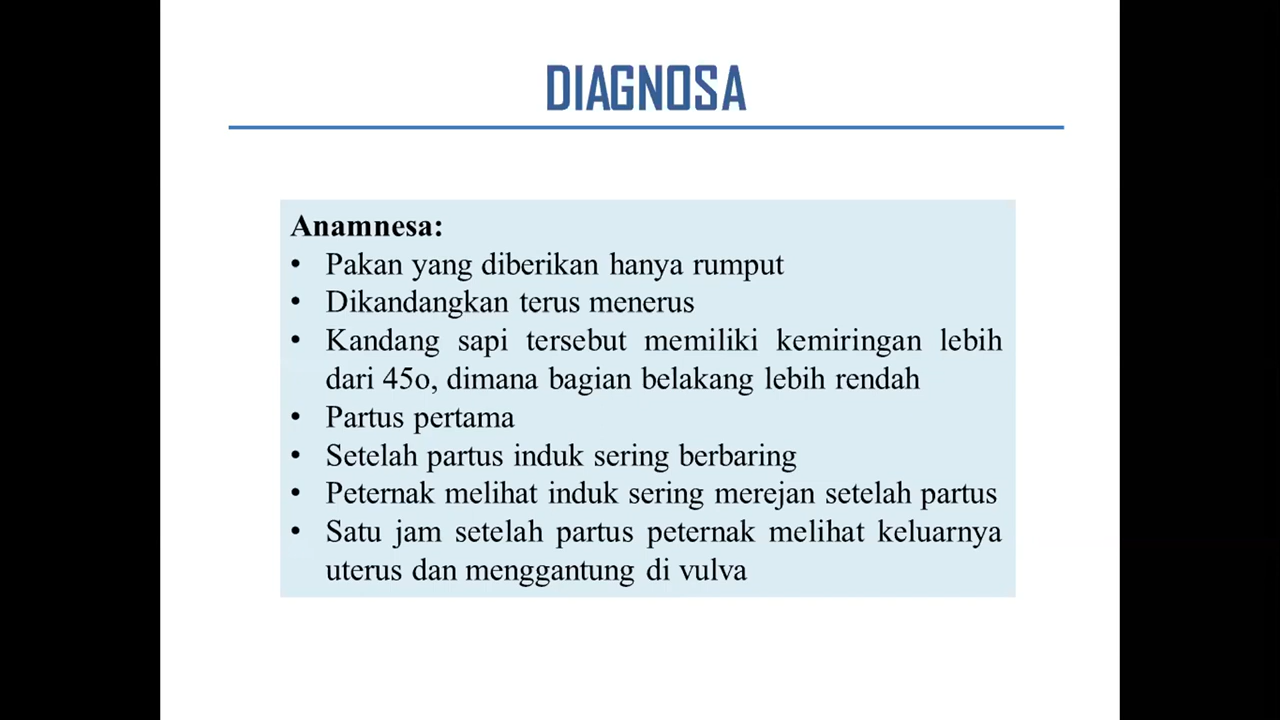 DIAGNOSA
Anamnesa:
• Pakan yang diberikan hanya rumput
• Dikandangkan terus menerus
• Kandang sapi tersebut memiliki kemiringan lebih
dari 45o, dimana bagian belakang lebih rendah
• Partus pertama
• Setelah partus induk sering berbaring
• Peternak melihat induk sering merejan setelah partus
• Satu jam setelah partus peternak melihat keluarnya
uterus dan menggantung di vulva